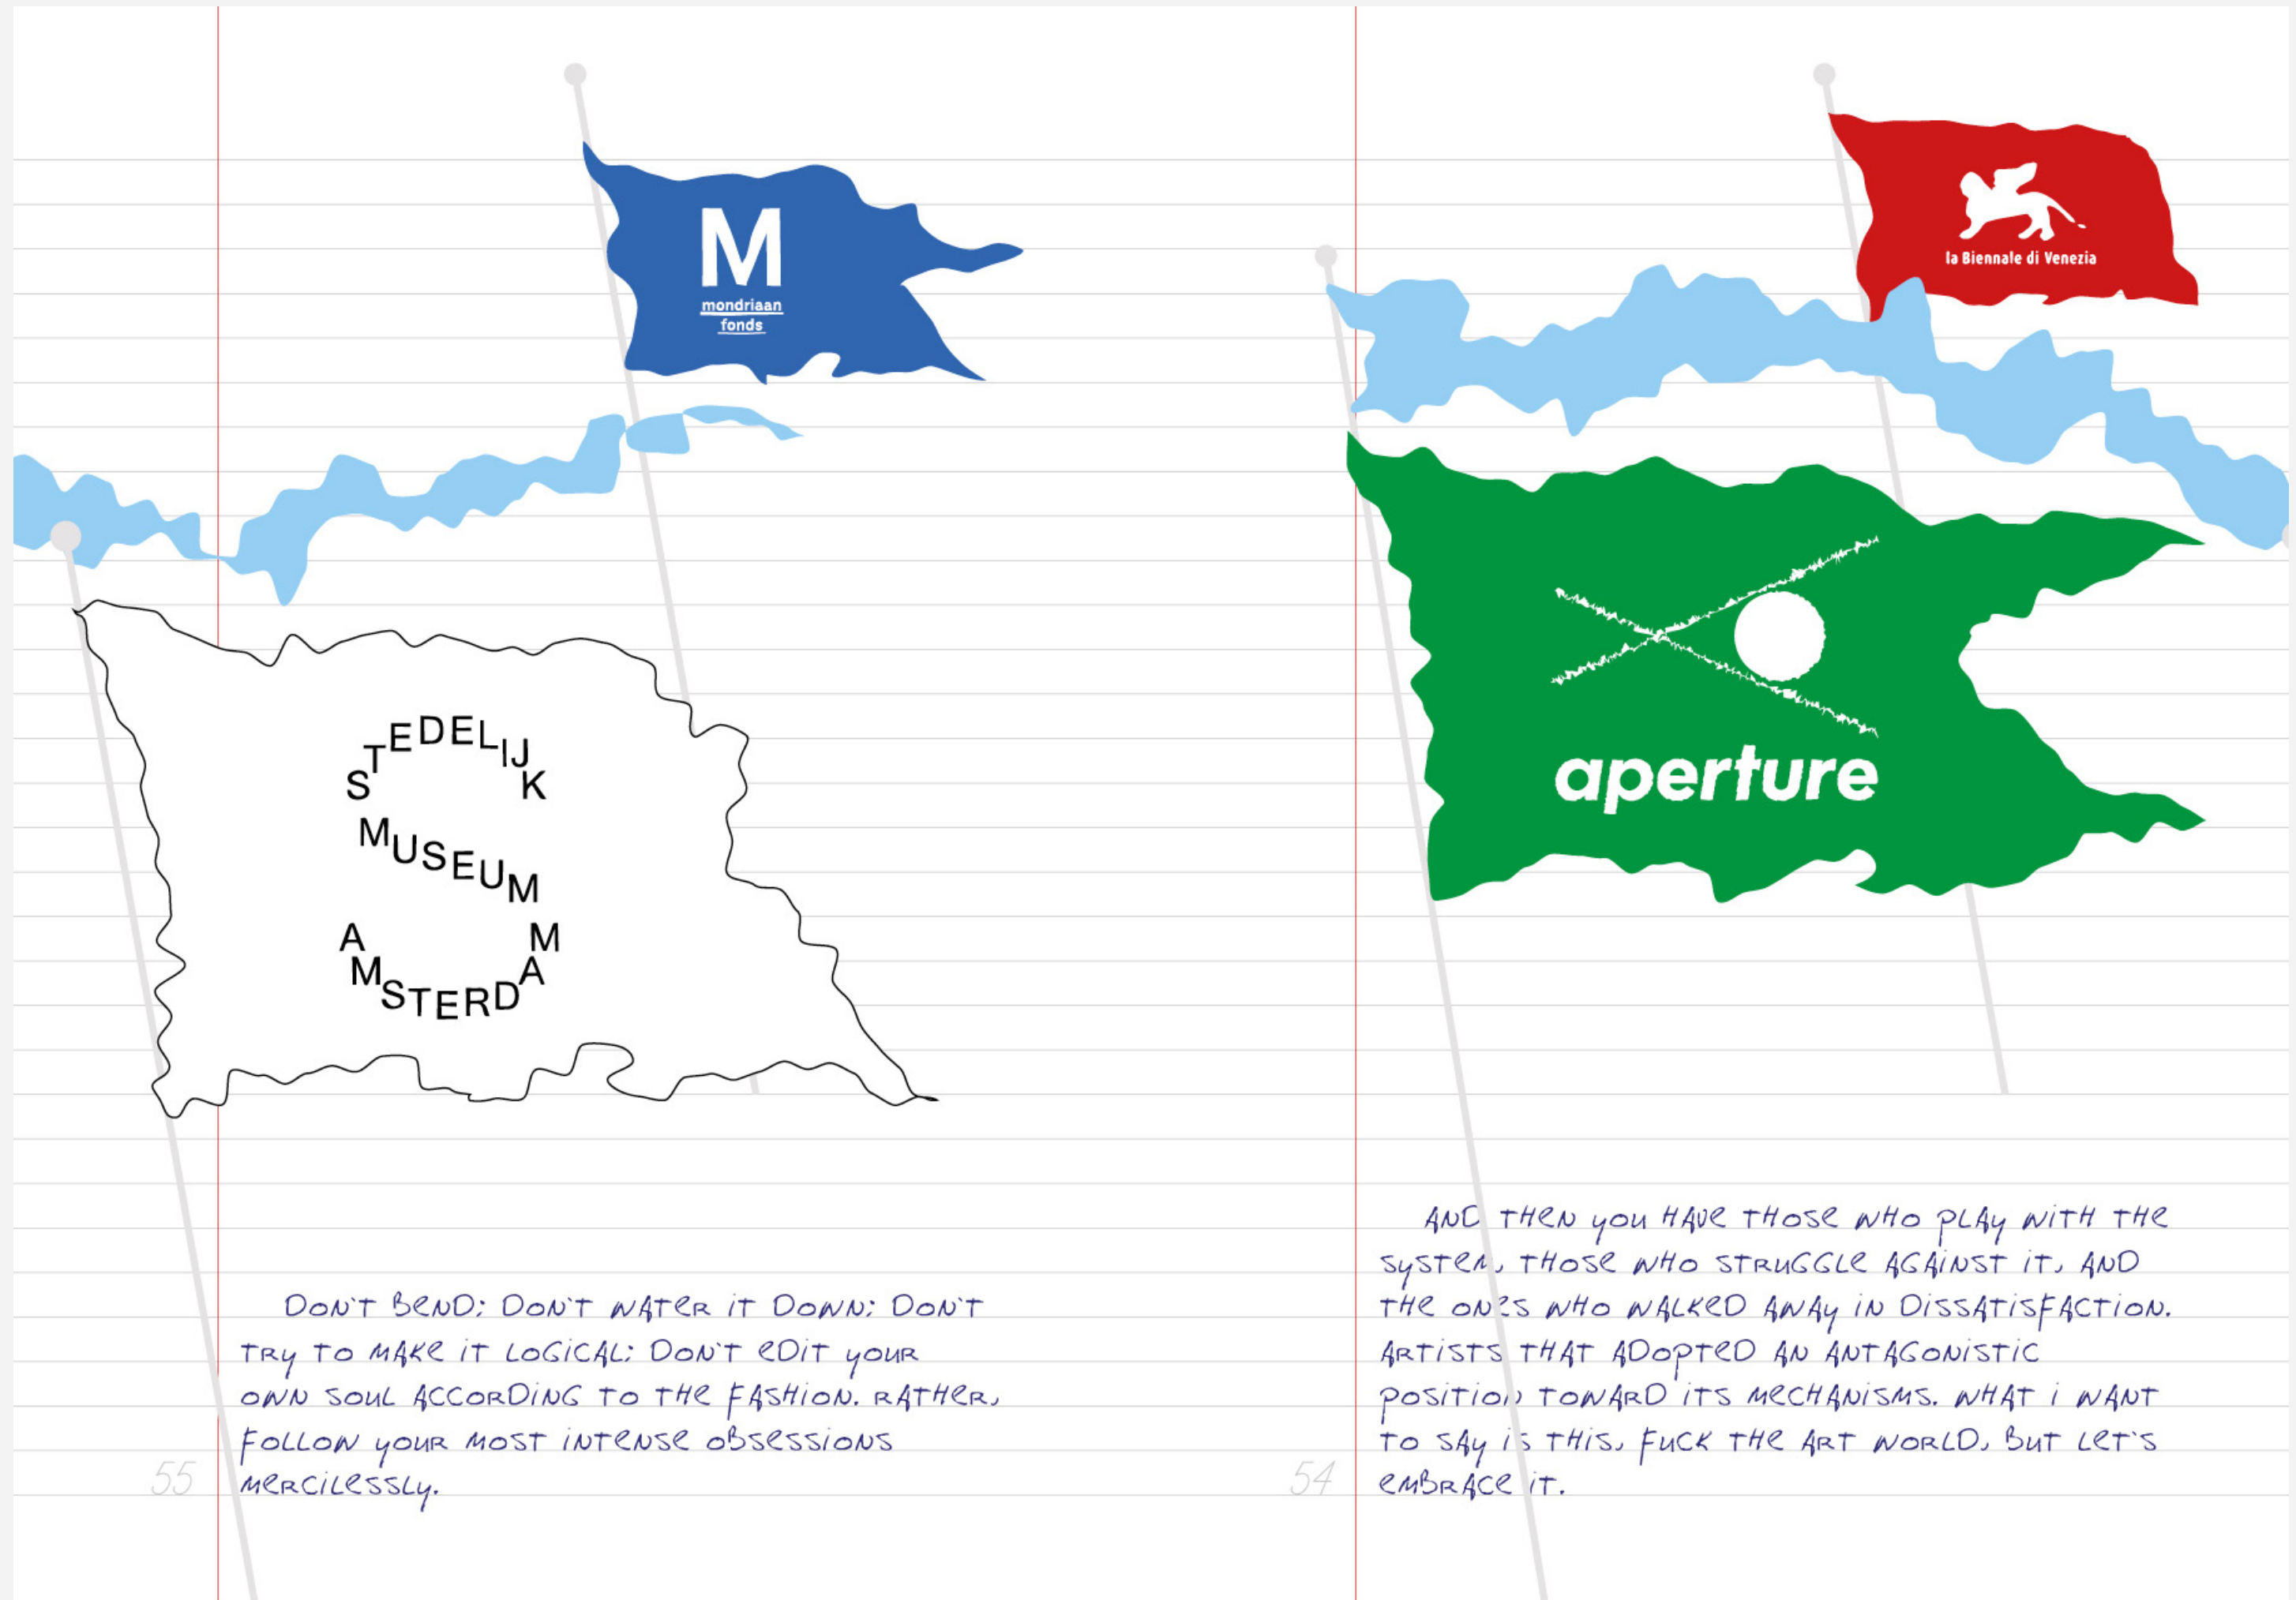 M
mondriaan
fonds
STEDELIJK
MUSEUM
AMSTERDAM
DON'T BEND; DON'T WATER IT DOWN; DON'T
TRY TO MAKE IT LOGICAL; DON'T EDIT YOUR
OWN SOUL ACCORDING TO THE FASHION. RATHER,
FOLLOW YOUR MOST INTENSE OBSESSIONS
MERCILESSLY.
55
la Biennale di Venezia
aperture
AND THEN YOU HAVE THOSE WHO PLAY WITH THE
SYSTEM, THOSE WHO STRUGGLE AGAINST IT, AND
THE ONES WHO WALKED AWAY IN DISSATISFACTION.
ARTISTS THAT ADOPTED AN ANTAGONISTIC
POSITION TOWARD ITS MECHANISMS. WHAT I WANT
TO SAY IS THIS, FUCK THE ART WORLD, BUT LET'S
EMBRACE IT.
54